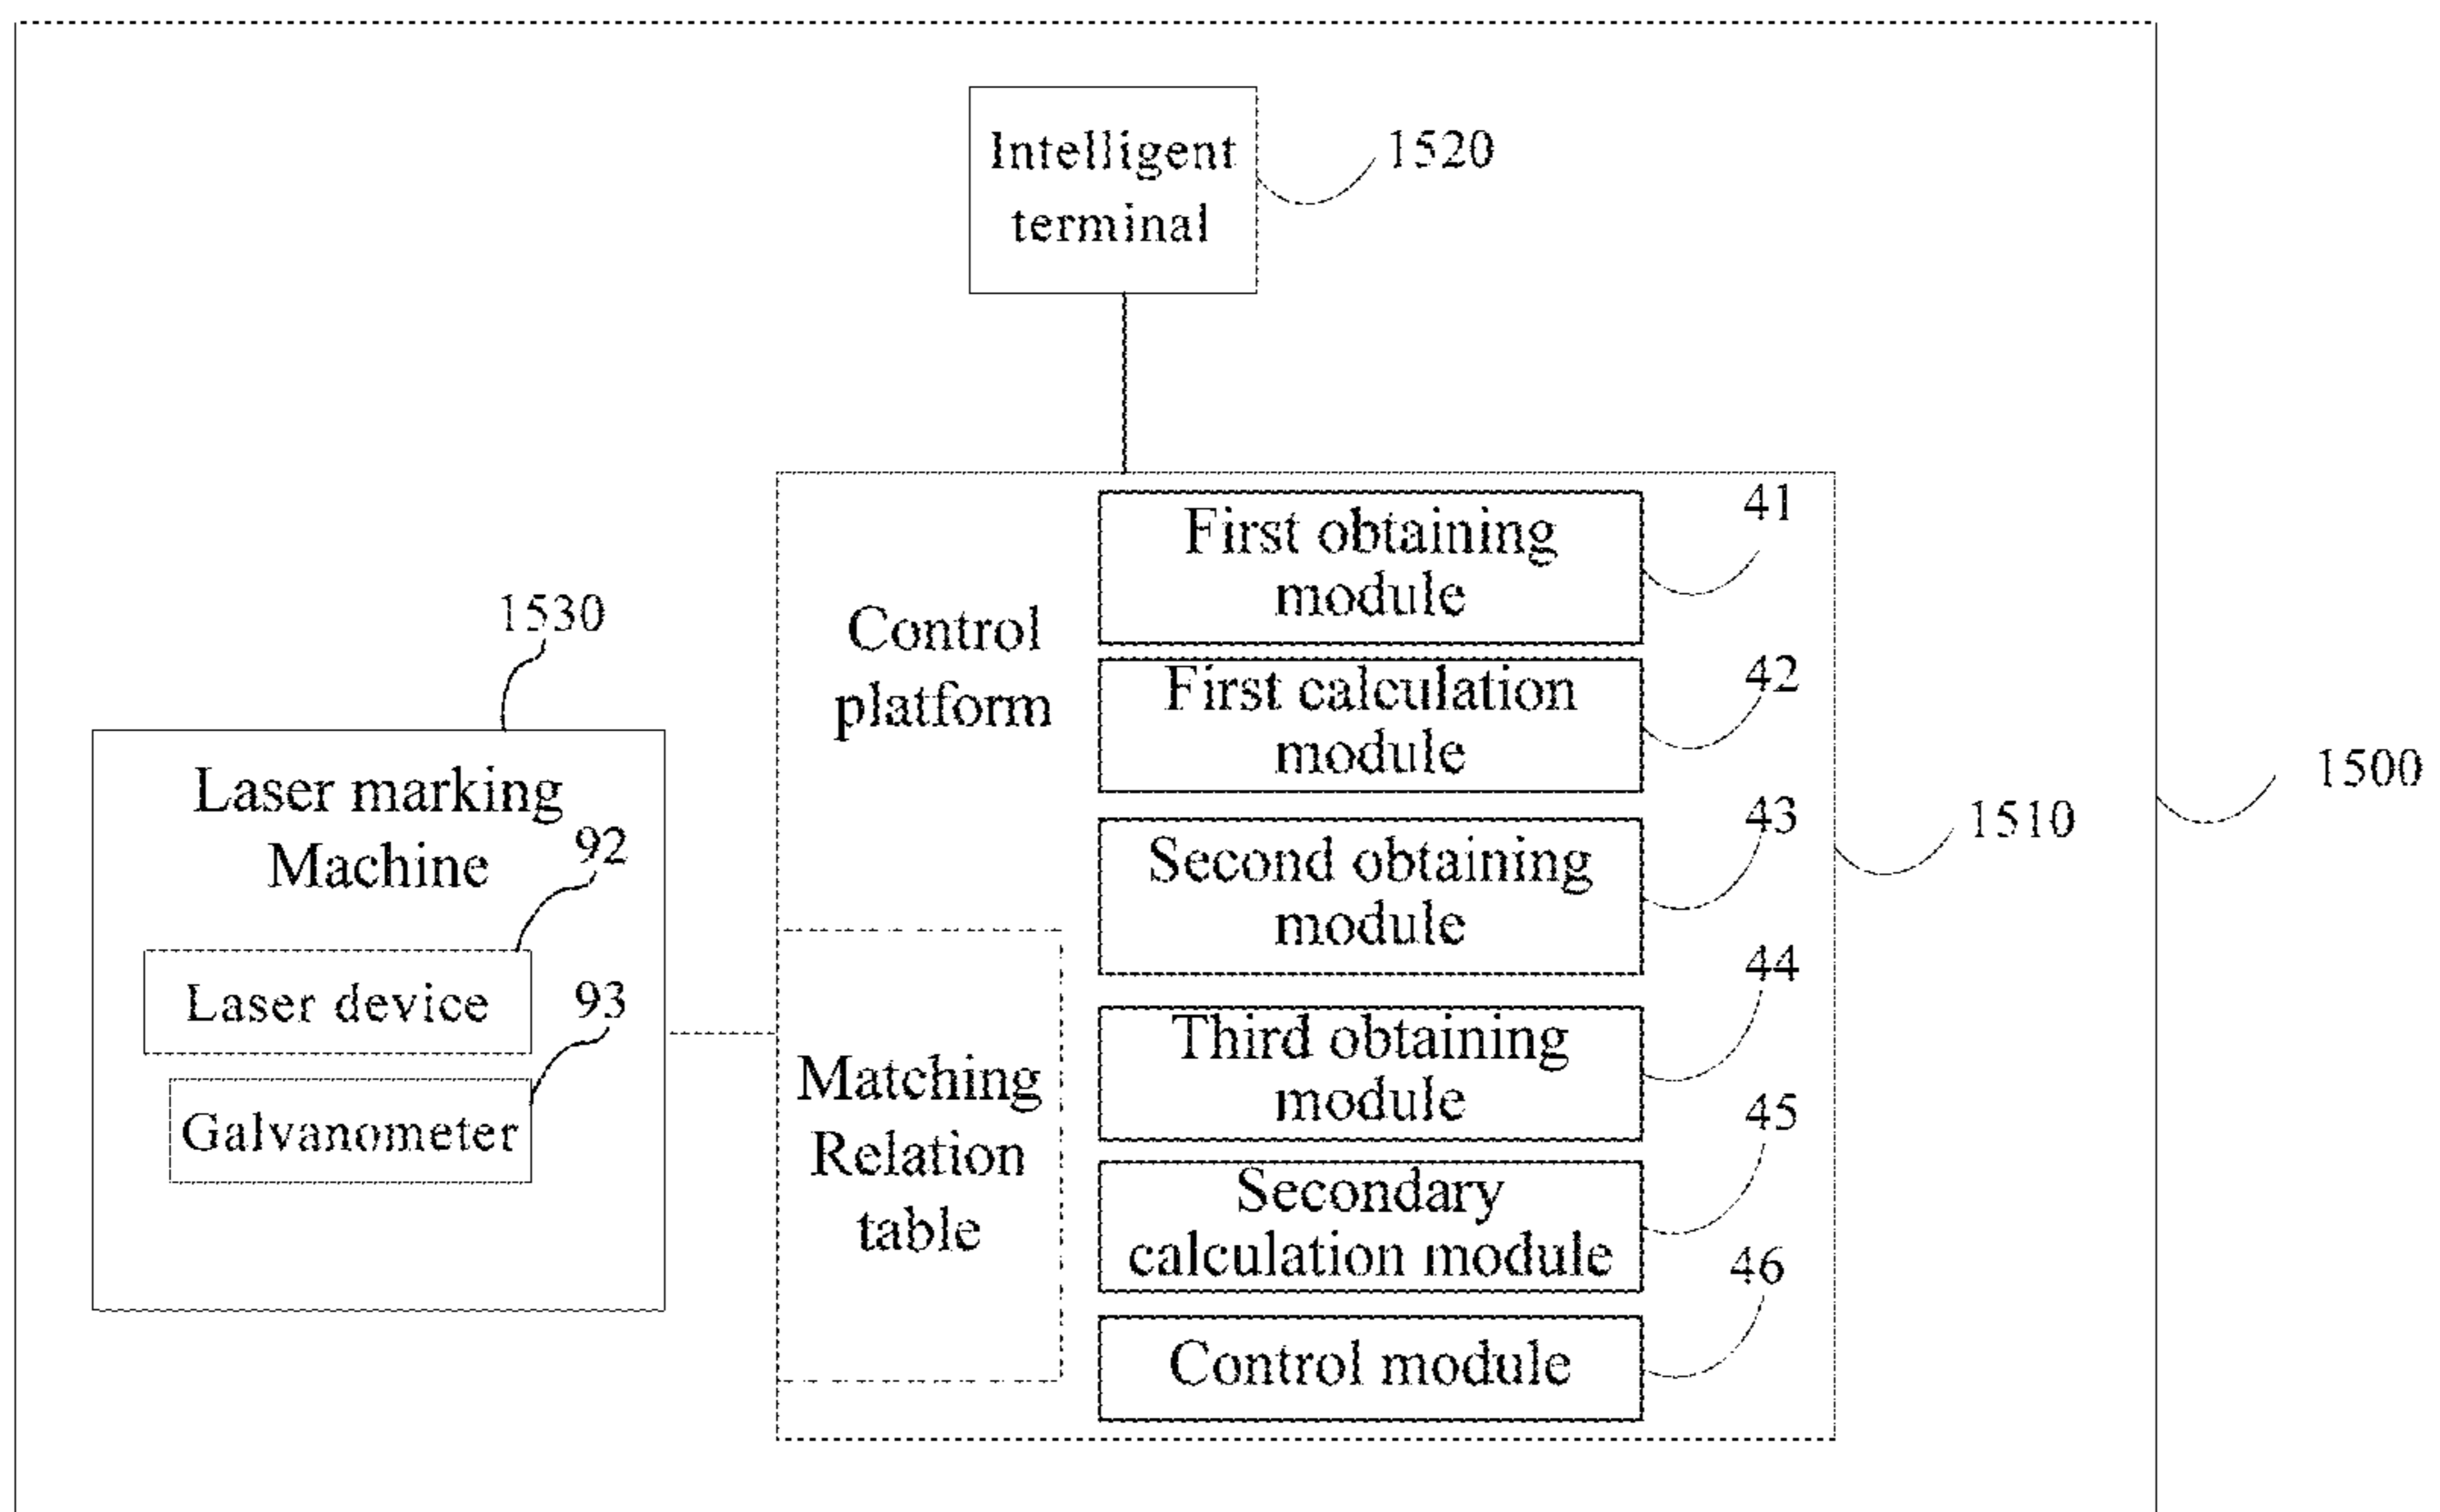 Intelligent
terminal
1520
First obtaining
module
41
Control
platform
First calculation
module
42
1530
Laser marking
Machine
92
Laser device
93
Galvanometer
Second obtaining
module
43
1510
1500
Third obtaining
module
44
Matching
Relation
table
Secondary
calculation module
45
Control module
46